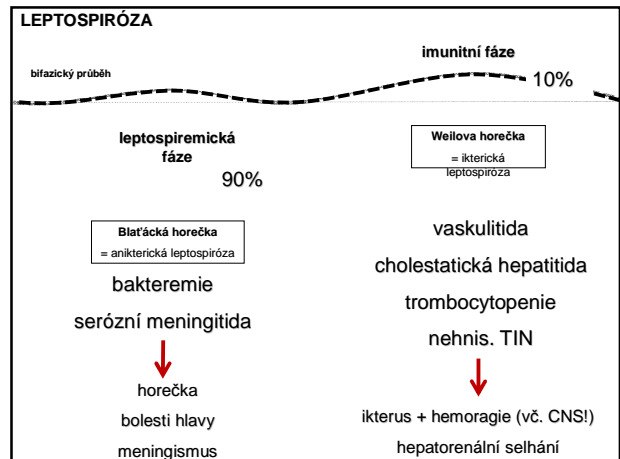 LEPTOSPIRÓZA
imunitní fáze
bifazický průběh
10%
leptospiremická
fáze
90%
Weilova horečka
= ikterická
leptospiróza
Blaťácká horečka
= anikterická leptospiróza
bakteremie
serózní meningitida
horečka
bolesti hlavy
meningismus
vaskulitida
cholestatická hepatitida
trombocytopenie
nehnis. TIN
ikterus + hemoragie (vč. CNS!)
hepatorenální selhání